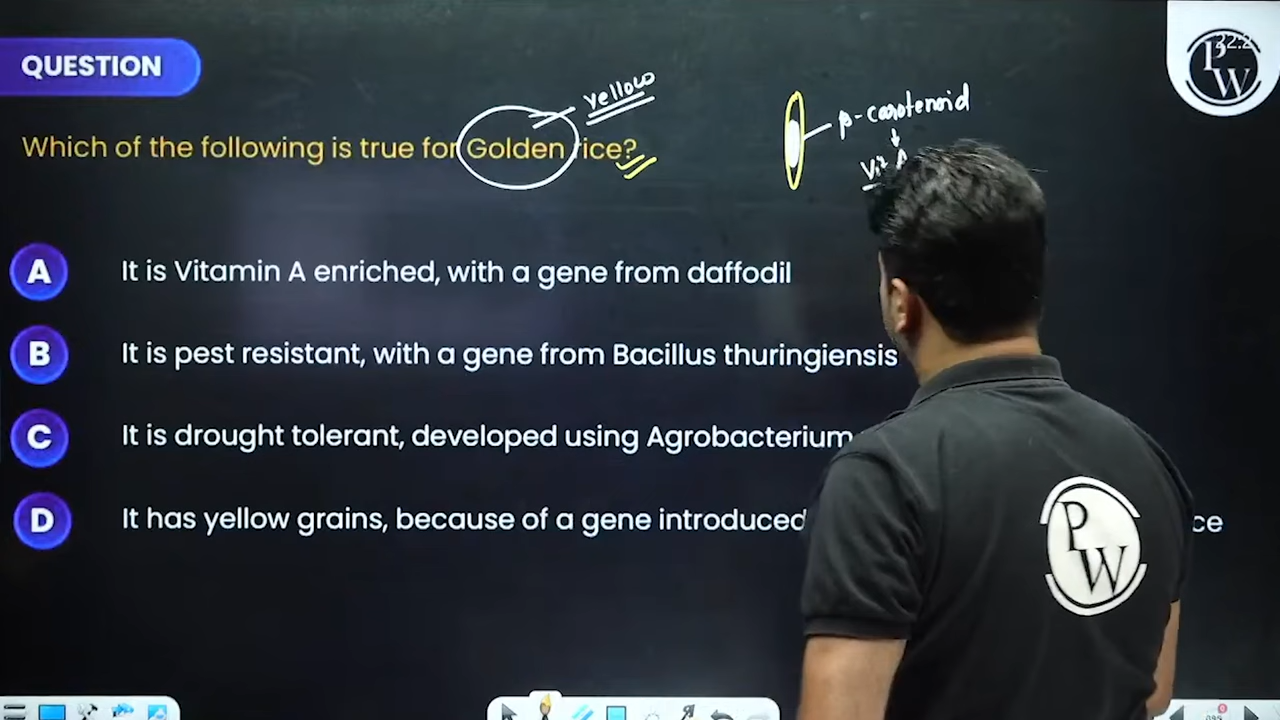 QUESTION
yellow
Which of the following is true for Golden rice?
β-carotenoid
Vit A
A It is Vitamin A enriched, with a gene from daffodil
B It is pest resistant, with a gene from Bacillus thuringiensis
C It is drought tolerant, developed using Agrobacterium
D It has yellow grains, because of a gene introduced
PW
PW